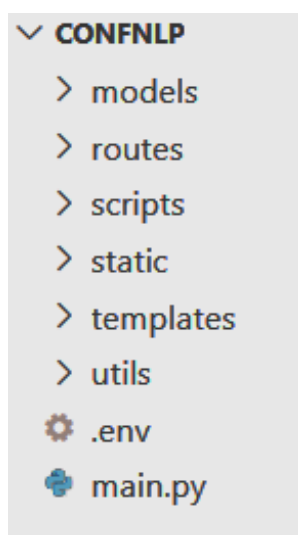 CONFNLP
models
routes
scripts
static
templates
utils
.env
main.py